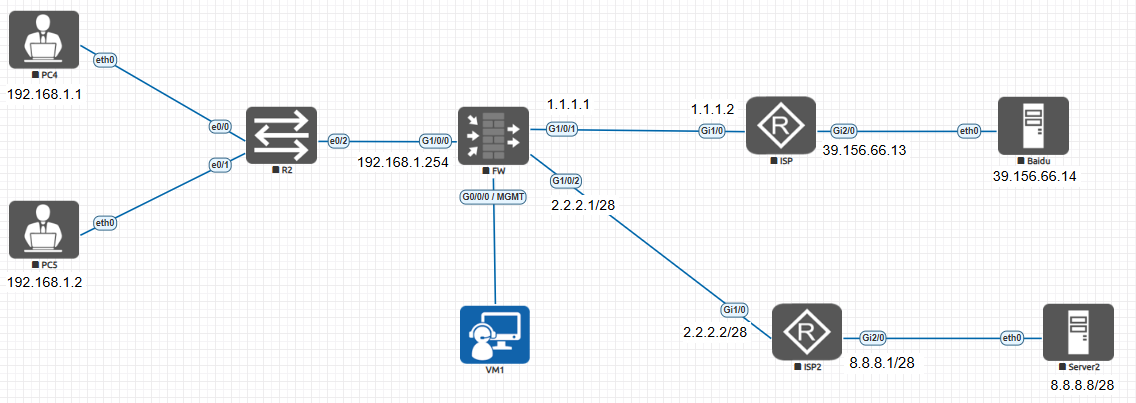 PC4
eth0
192.168.1.1
e0/0
e0/1
R2
e0/2
G1/0/0
192.168.1.254
FW
1.1.1.1
G1/0/1
1.1.1.2
Gi1/0
R
ISP
Gi2/0
39.156.66.13
eth0
Baidu
39.156.66.14
G0/0/0 / MGMT
G1/0/2
2.2.2.1/28
eth0
PC5
192.168.1.2
VM1
Gi1/0
2.2.2.2/28
R
ISP2
Gi2/0
8.8.8.1/28
eth0
Server2
8.8.8.8/28